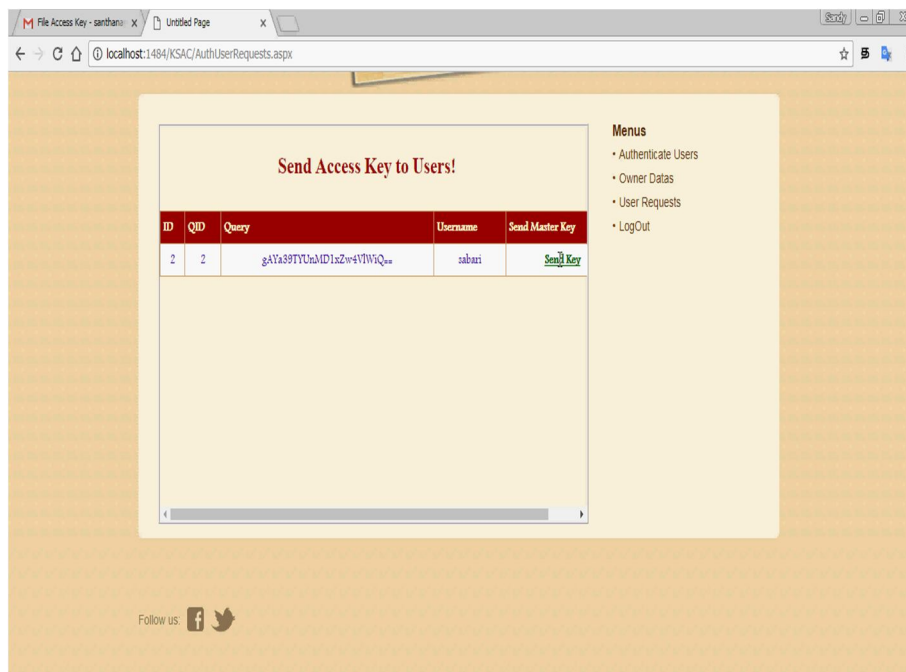 File Access Key - santhana
Untitled Page
Sandy
localhost:1484/KSAC/AuthUserRequests.aspx
Send Access Key to Users!
ID QID Query Username Send Master Key
2 2 gAYa39TYUnMD1xZw4VlWiQ== sabari Send Key
Menus
• Authenticate Users
• Owner Datas
• User Requests
• LogOut
Follow us: